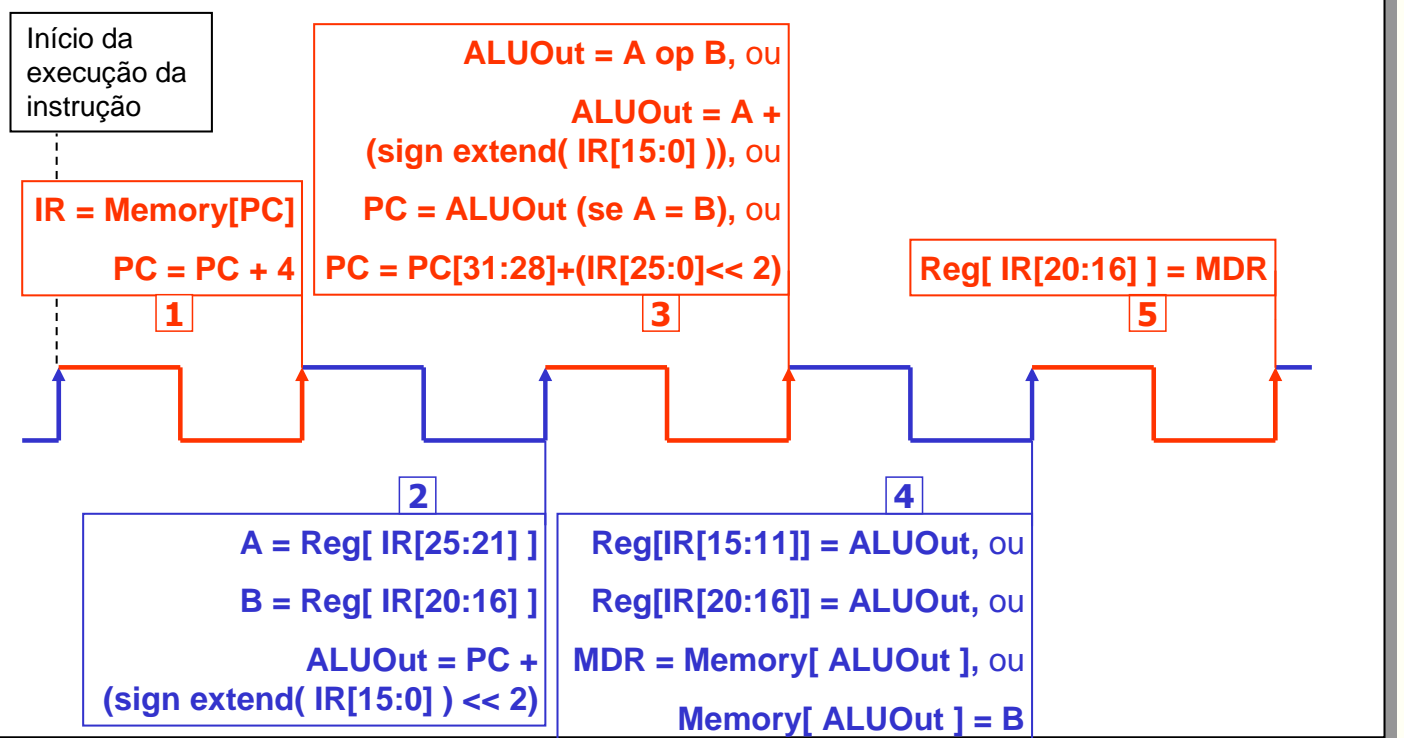 Início da
execução da
instrução
IR = Memory[PC]
PC = PC + 4
1
ALUOut = A op B, ou
ALUOut = A +
(sign extend( IR[15:0] )), ou
PC = ALUOut (se A = B), ou
PC = PC[31:28]+(IR[25:0]<< 2)
3
Reg[ IR[20:16] ] = MDR
5
2
A = Reg[ IR[25:21] ]
B = Reg[ IR[20:16] ]
ALUOut = PC +
(sign extend( IR[15:0] ) << 2)
4
Reg[IR[15:11]] = ALUOut, ou
Reg[IR[20:16]] = ALUOut, ou
MDR = Memory[ ALUOut ], ou
Memory[ ALUOut ] = B